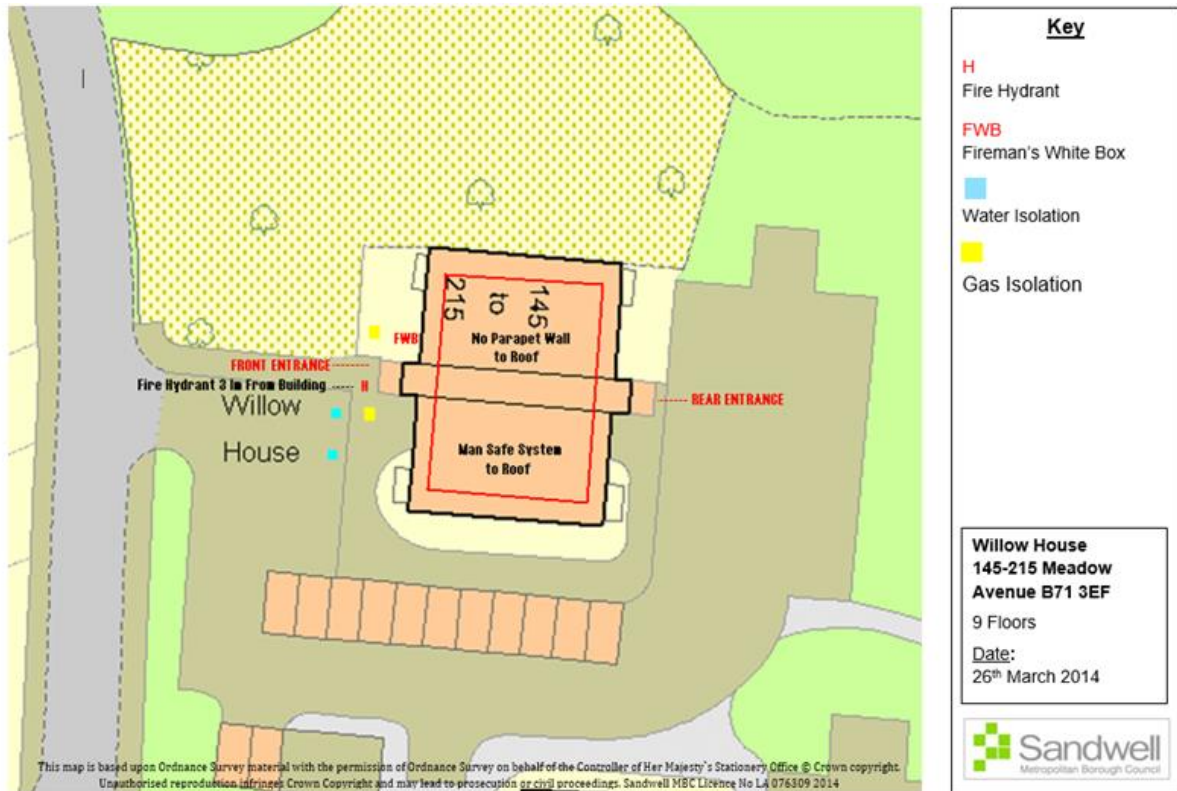 215
to
145
No Parapet Wall
to Roof
FWB
FRONT ENTRANCE
Fire Hydrant 3 1m From Building
H
REAR ENTRANCE
Willow
House
Man Safe System
to Roof
This map is based upon Ordnance Survey material with the permission of Ordnance Survey on behalf of the Controller of Her Majesty's Stationery Office © Crown copyright.
Unauthorised reproduction infringes Crown Copyright and may lead to prosecution or civil proceedings. Sandwell MBC Licence No LA 076309 2014
Key
H
Fire Hydrant
FWB
Fireman's White Box
Water Isolation
Gas Isolation
Willow House
145-215 Meadow
Avenue B71 3EF
9 Floors
Date:
26th March 2014
Sandwell
Metropolitan Borough Council